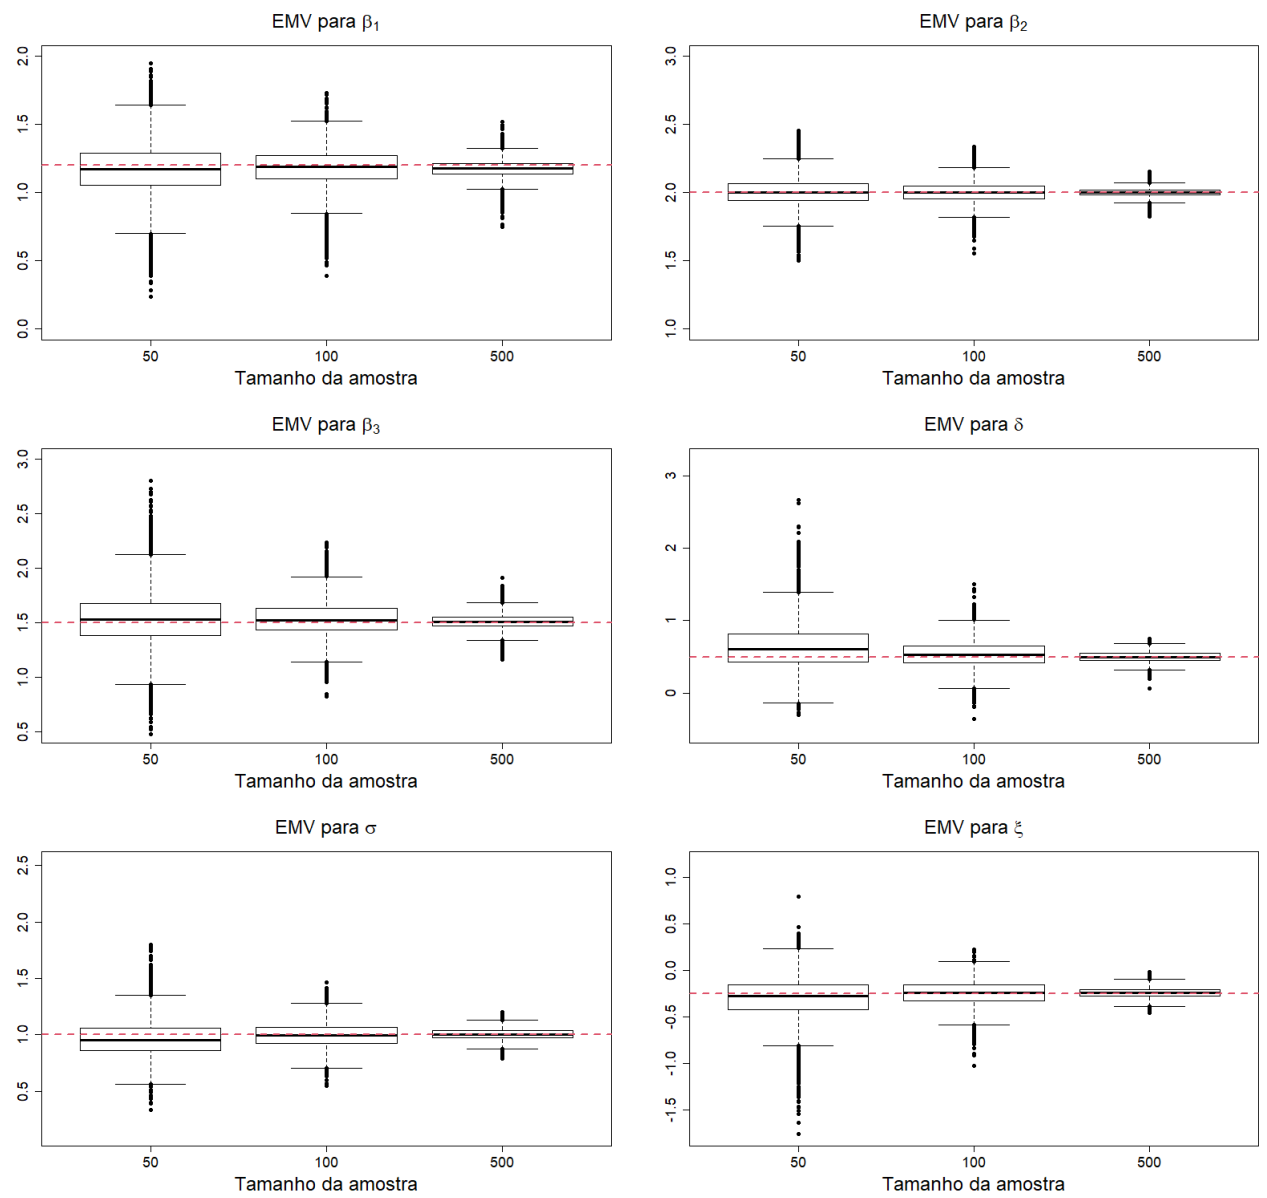 EMV para β1
2.0
1.5
1.0
0.5
0.0
50 100 500
Tamanho da amostra
EMV para β2
3.0
2.5
2.0
1.5
1.0
50 100 500
Tamanho da amostra
EMV para β3
3.0
2.5
2.0
1.5
1.0
0.5
50 100 500
Tamanho da amostra
EMV para δ
3
2
1
0
50 100 500
Tamanho da amostra
EMV para σ
2.5
2.0
1.5
1.0
0.5
50 100 500
Tamanho da amostra
EMV para ξ
1.0
0.5
0.0
-0.5
-1.0
-1.5
50 100 500
Tamanho da amostra